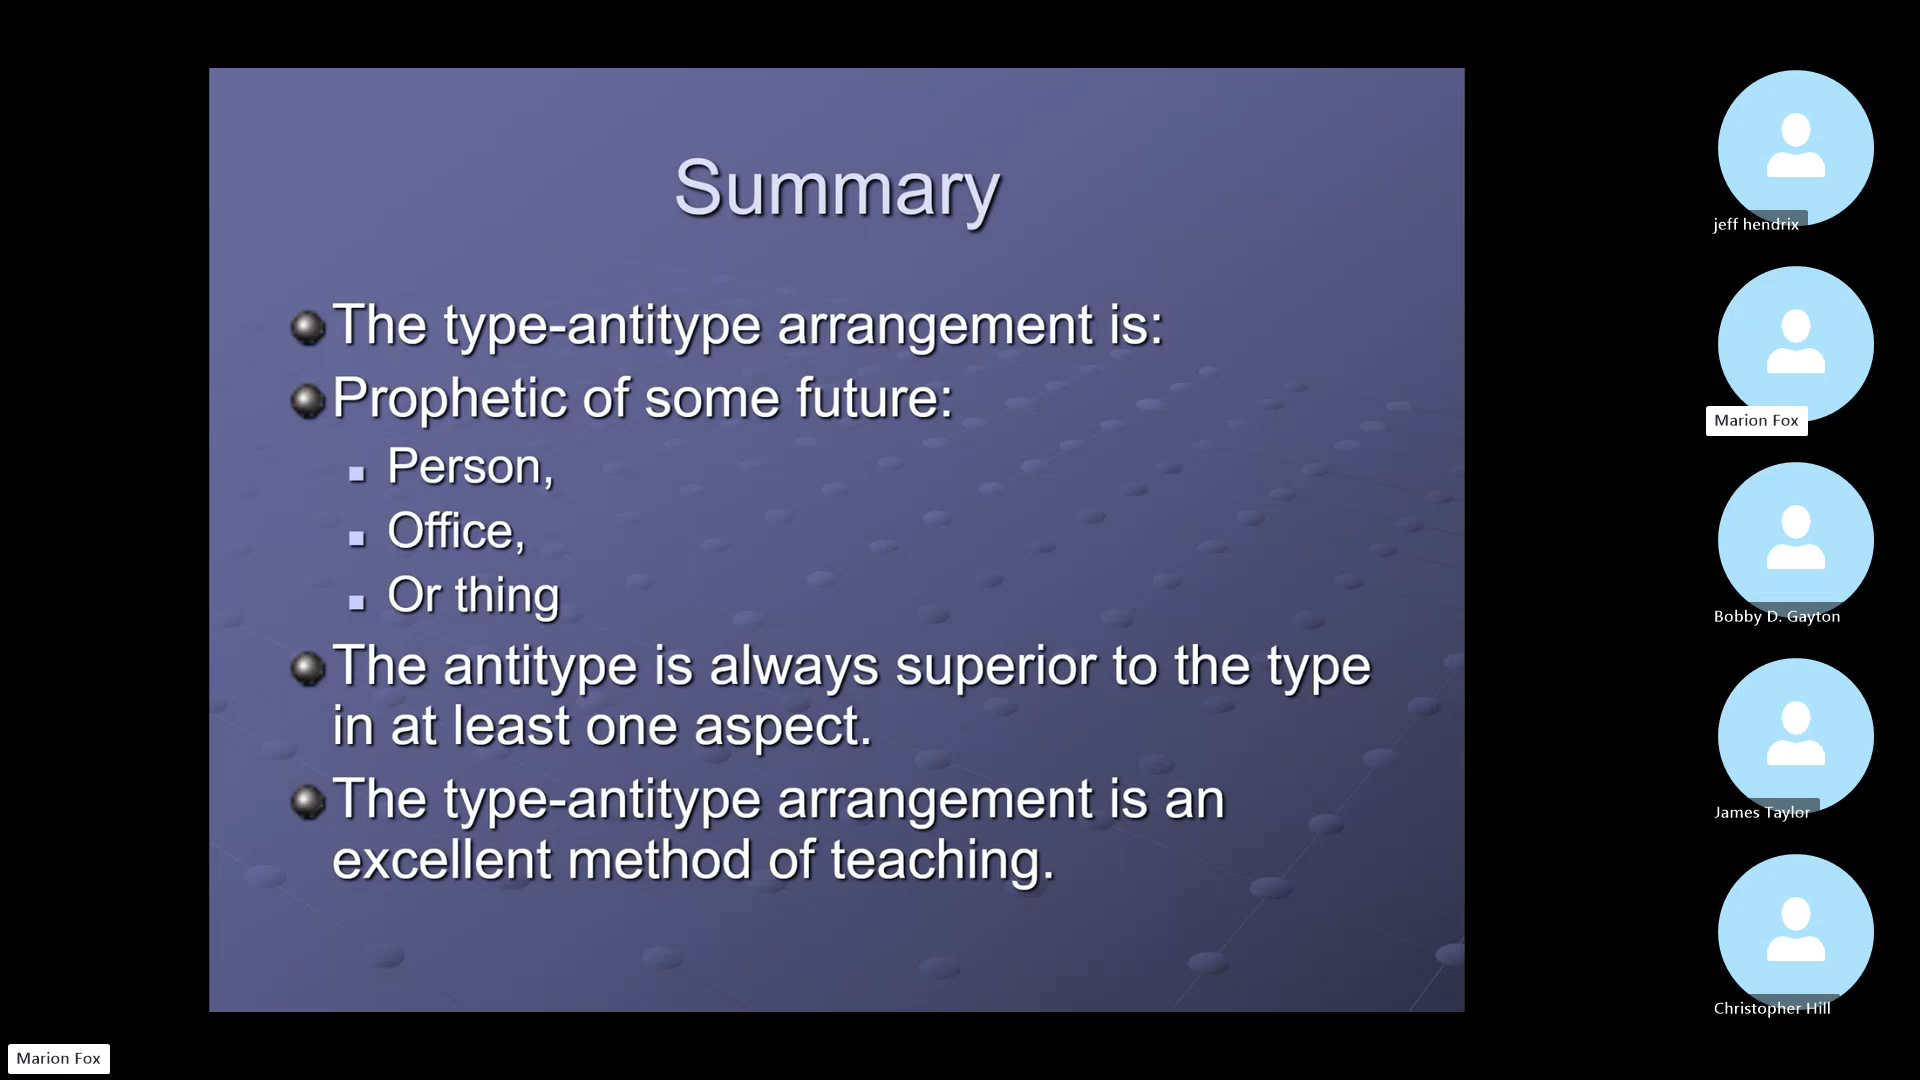 Summary
The type-antitype arrangement is:
Prophetic of some future:
Person,
Office,
Or thing
The antitype is always superior to the type
in at least one aspect.
The type-antitype arrangement is an
excellent method of teaching.
jeff hendrix
Marion Fox
Bobby D. Gayton
James Taylor
Christopher Hill
Marion Fox